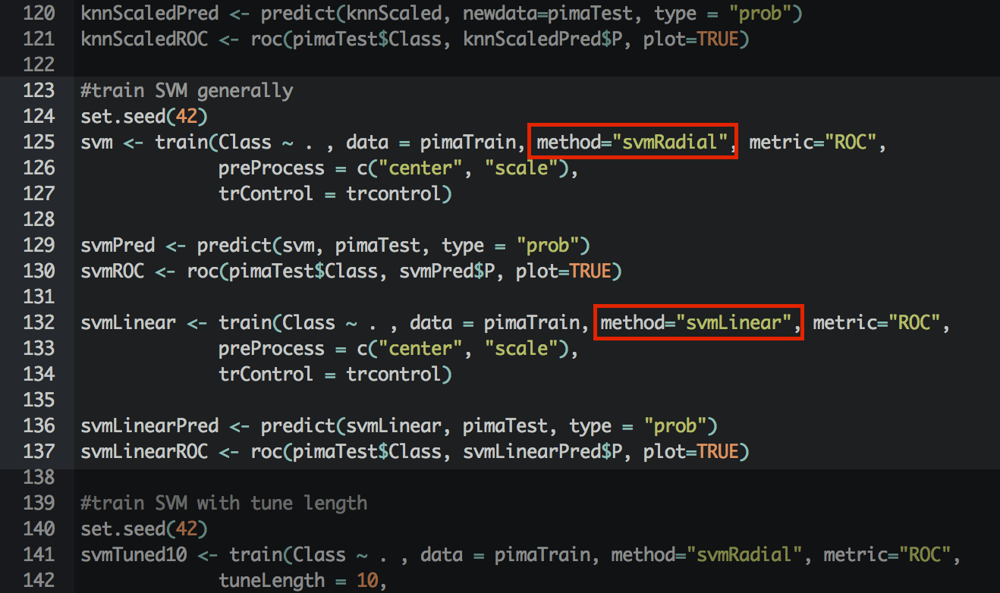 120 knnScaledPred <- predict(knnScaled, newdata=pimaTest, type = "prob")
121 knnScaledROC <- roc(pimaTest$Class, knnScaledPred$P, plot=TRUE)
122
123 #train SVM generally
124 set.seed(42)
125 svm <- train(Class ~ . , data = pimaTrain, method="svmRadial", metric="ROC",
126              preProcess = c("center", "scale"),
127              trControl = trcontrol)
128
129 svmPred <- predict(svm, pimaTest, type = "prob")
130 svmROC <- roc(pimaTest$Class, svmPred$P, plot=TRUE)
131
132 svmLinear <- train(Class ~ . , data = pimaTrain, method="svmLinear", metric="ROC",
133              preProcess = c("center", "scale"),
134              trControl = trcontrol)
135
136 svmLinearPred <- predict(svmLinear, pimaTest, type = "prob")
137 svmLinearROC <- roc(pimaTest$Class, svmLinearPred$P, plot=TRUE)
138
139 #train SVM with tune length
140 set.seed(42)
141 svmTuned10 <- train(Class ~ . , data = pimaTrain, method="svmRadial", metric="ROC",
142              tuneLength = 10,